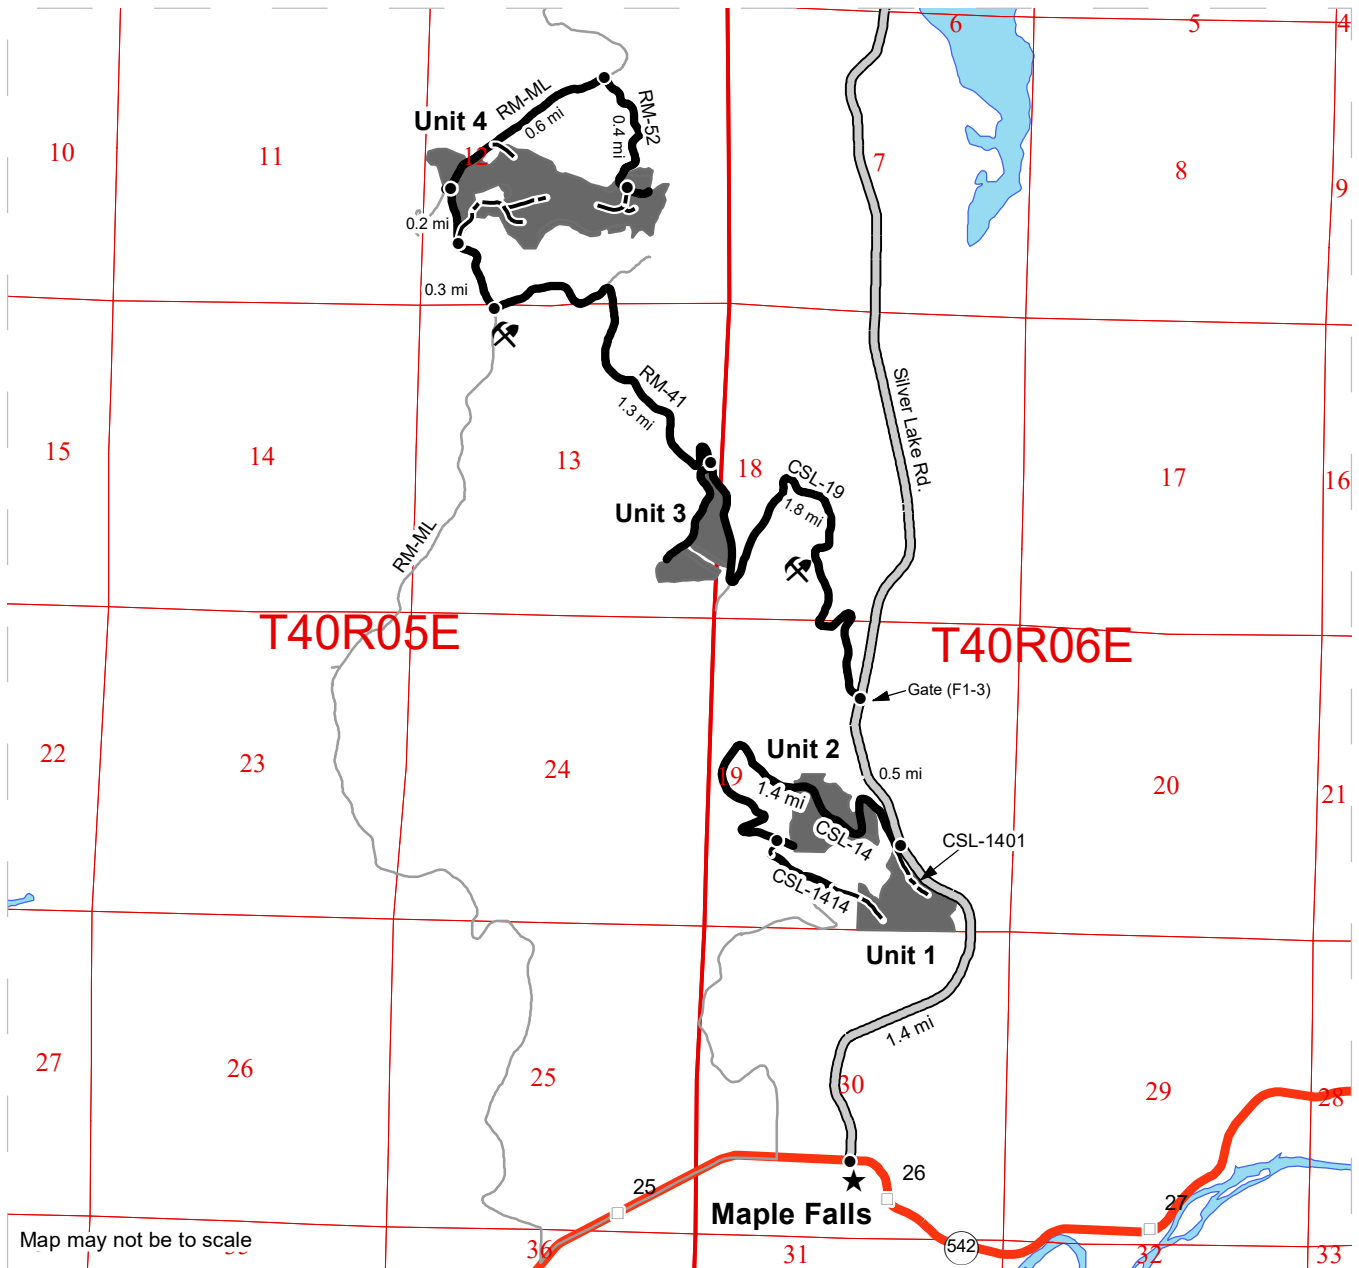 6
5
4
RM-ML
0.6 mi
RM-52
0.4 mi
Unit 4
10
11
12
7
8
9
0.2 mi
0.3 mi
Silver Lake Rd.
RM-41
1.3 mi
15
14
13
18
CSL-19
1.8 mi
17
16
Unit 3
RM-ML
T40R05E
T40R06E
Gate (F1-3)
22
23
24
19
Unit 2
0.5 mi
20
21
1.4 mi
CSL-14
CSL-1401
CSL-1414
Unit 1
1.4 mi
27
26
25
30
29
28
25
26
27
Maple Falls
542
Map may not be to scale
36
31
32
33